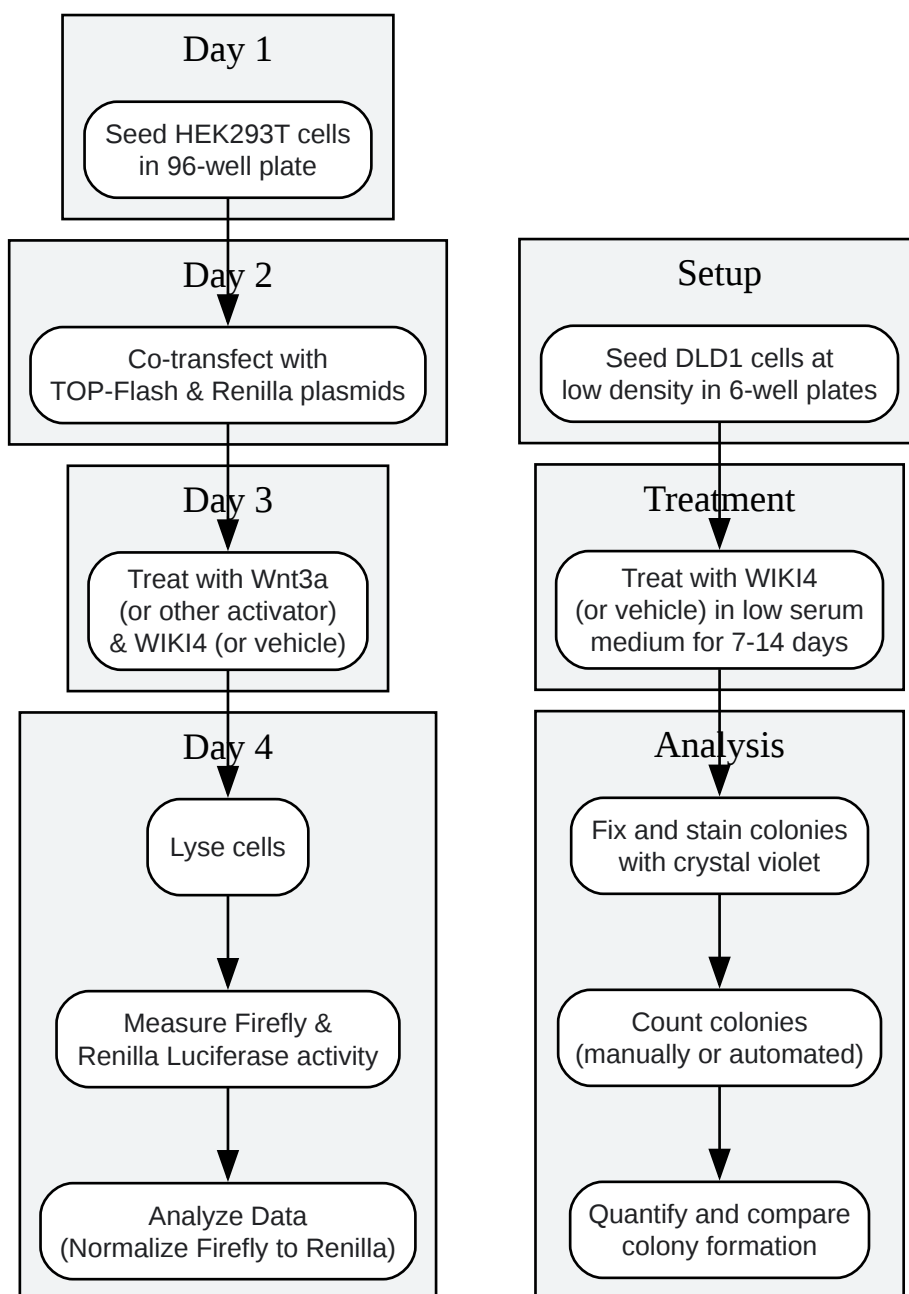 Day 1
Seed HEK293T cells
in 96-well plate
Day 2
Co-transfect with
TOP-Flash & Renilla plasmids
Day 3
Treat with Wnt3a
(or other activator)
& WIKI4 (or vehicle)
Day 4
Lyse cells
Measure Firefly &
Renilla Luciferase activity
Analyze Data
(Normalize Firefly to Renilla)
Setup
Seed DLD1 cells at
low density in 6-well plates
Treatment
Treat with WIKI4
(or vehicle) in low serum
medium for 7-14 days
Analysis
Fix and stain colonies
with crystal violet
Count colonies
(manually or automated)
Quantify and compare
colony formation